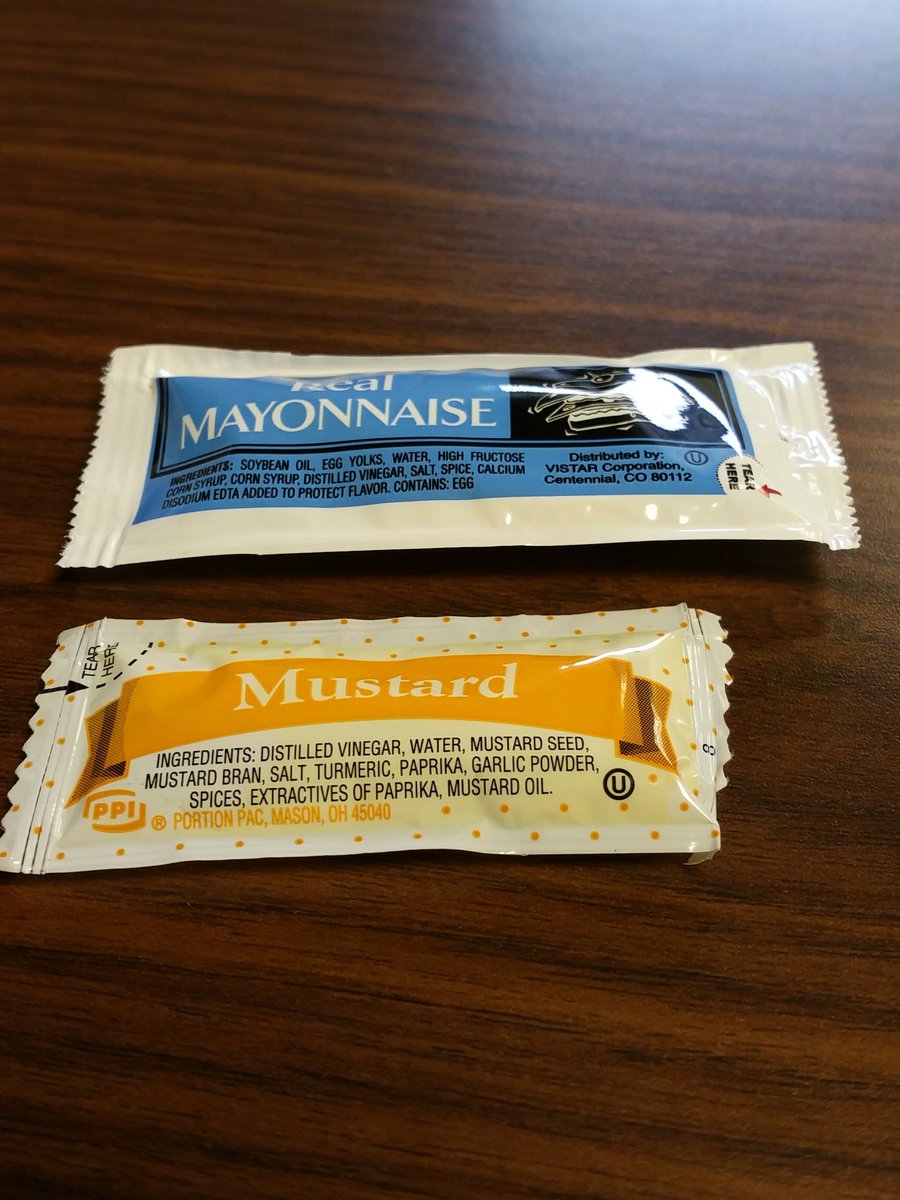 Real
MAYONNAISE
INGREDIENTS: SOYBEAN OIL, EGG YOLKS, WATER, HIGH FRUCTOSE
CORN SYRUP, CORN SYRUP, DISTILLED VINEGAR, SALT, SPICE, CALCIUM
DISODIUM EDTA ADDED TO PROTECT FLAVOR. CONTAINS: EGG
Distributed by:
VISTAR Corporation,
Centennial, CO 80112
U
TEAR
HERE
TEAR
HERE
Mustard
INGREDIENTS: DISTILLED VINEGAR, WATER, MUSTARD SEED,
MUSTARD BRAN, SALT, TURMERIC, PAPRIKA, GARLIC POWDER,
SPICES, EXTRACTIVES OF PAPRIKA, MUSTARD OIL.
U
PPI
® PORTION PAC, MASON, OH 45040
8